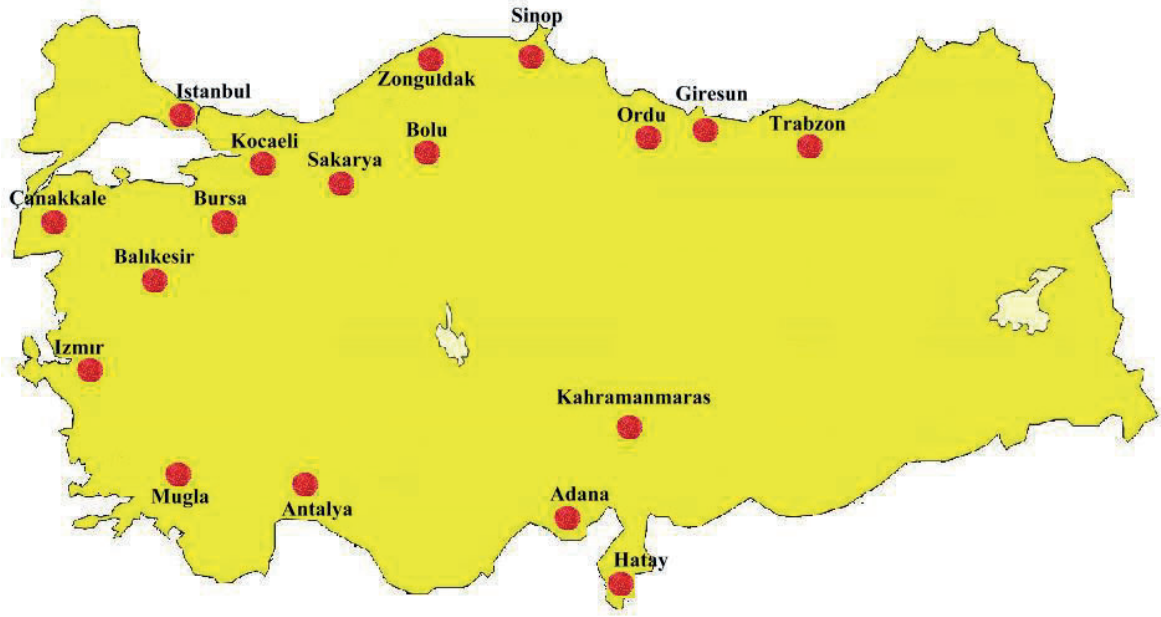 Sinop
Zonguldak
Istanbul
Giresun
Ordu
Trabzon
Bolu
Kocaeli
Sakarya
Çanakkale
Bursa
Balıkesir
Izmır
Kahramanmaras
Mugla
Antalya
Adana
Hatay